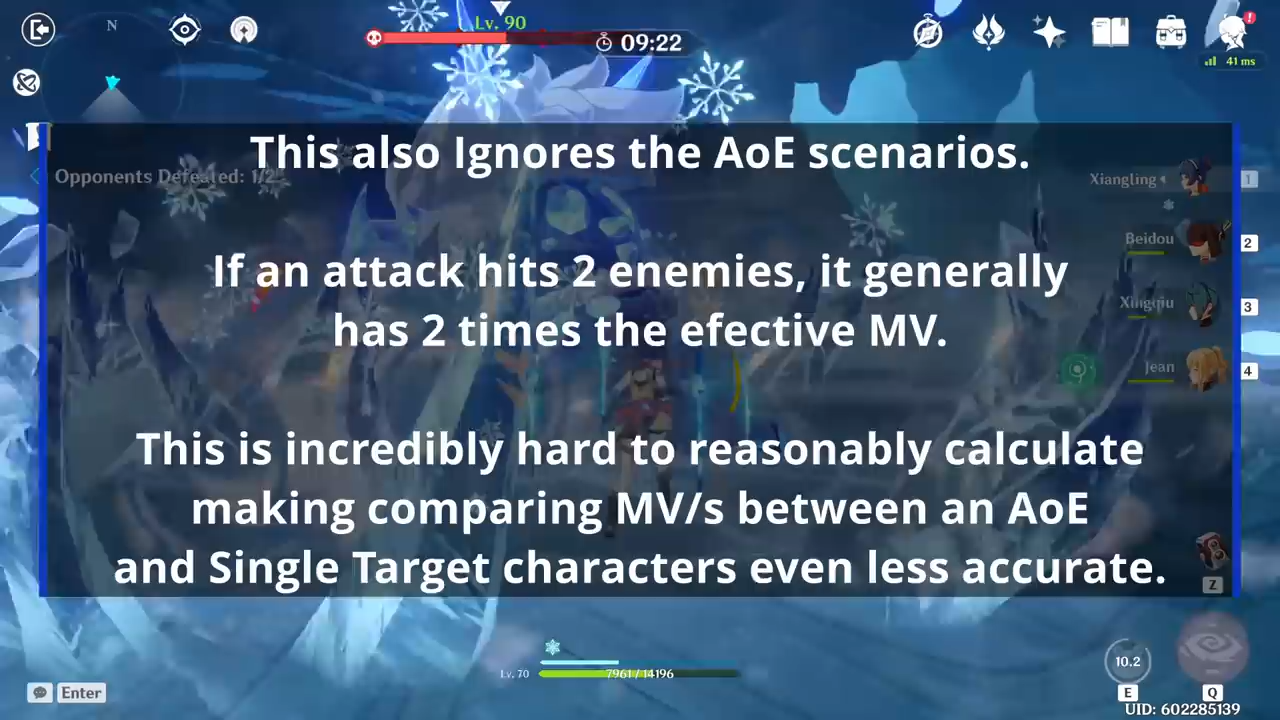 N
Lv. 90
09:22
41 ms
This also Ignores the AoE scenarios.
Opponents Defeated: 1/2
Xiangling
1
If an attack hits 2 enemies, it generally
has 2 times the efective MV.
Beidou
2
Xingqiu
3
Jean
4
This is incredibly hard to reasonably calculate
making comparing MV/s between an AoE
and Single Target characters even less accurate.
Z
Lv. 70
7961/14196
10.2
E
Q
Enter
UID: 602285139